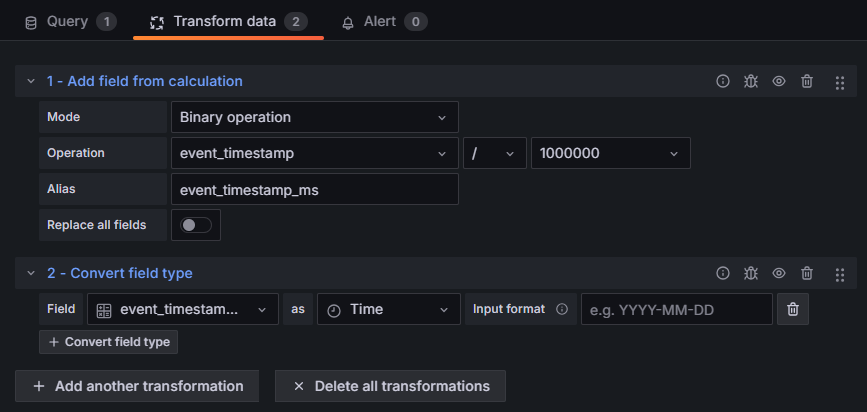 Query 1 Transform data 2 Alert 0
1 - Add field from calculation
Mode Binary operation
Operation event_timestamp / 1000000
Alias event_timestamp_ms
Replace all fields
2 - Convert field type
Field event_timestam... as Time Input format e.g. YYYY-MM-DD
+ Convert field type
+ Add another transformation × Delete all transformations